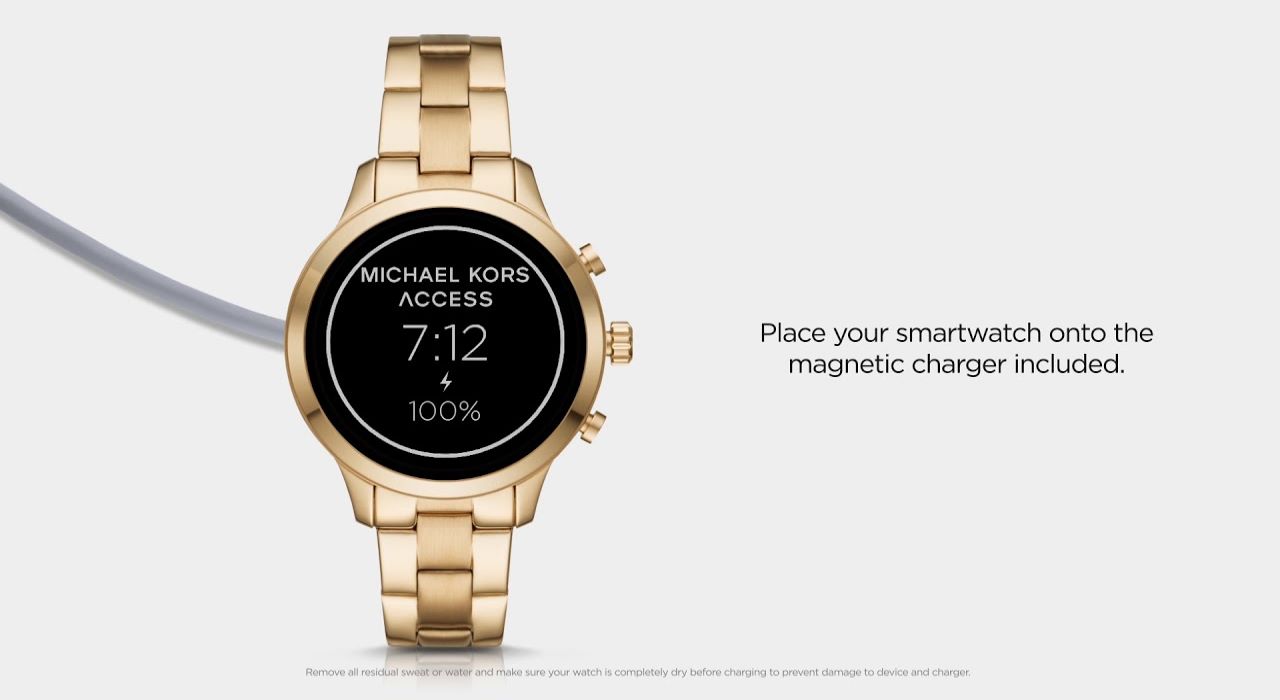 MICHAEL KORS
ACCESS
7:12
100%
Place your smartwatch onto the
magnetic charger included.
Remove all residual sweat or water and make sure your watch is completely dry before charging to prevent damage to device and charger.